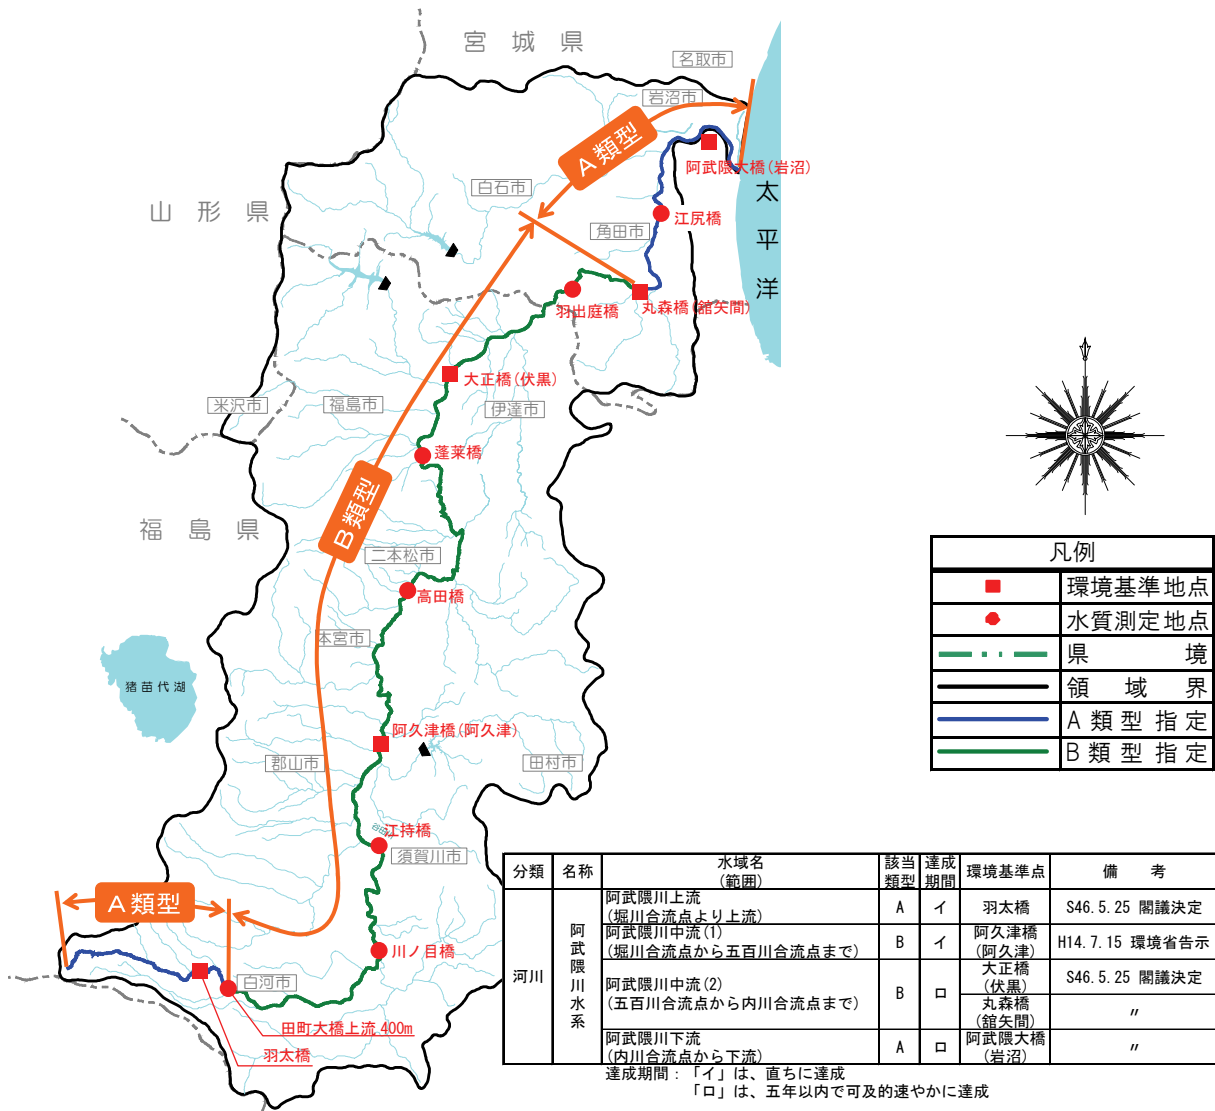 宮城県
名取市
岩沼市
A類型
阿武隈大橋(岩沼)
白石市
太平洋
山形県
江尻橋
角田市
丸森橋(舘矢間)
羽出庭橋
大正橋(伏黒)
米沢市
福島市
伊達市
蓬莱橋
B類型
福島県
二本松市
高田橋
本宮市
猪苗代湖
阿久津橋(阿久津)
郡山市
田村市
江持橋
須賀川市
A類型
川ノ目橋
白河市
田町大橋上流400m
羽太橋
凡例
環境基準地点
水質測定地点
県境
領域界
A類型指定
B類型指定
分類 名称 水域名(範囲) 該当類型 達成期間 環境基準点 備考
河川 阿武隈川水系
阿武隈川上流
(堀川合流点より上流) A イ 羽太橋 S46.5.25 閣議決定
阿武隈川中流(1)
(堀川合流点から五百川合流点まで) B イ 阿久津橋(阿久津) H14.7.15 環境省告示
阿武隈川中流(2)
(五百川合流点から内川合流点まで) B ロ 大正橋(伏黒) S46.5.25 閣議決定
丸森橋(舘矢間) 〃
阿武隈川下流
(内川合流点から下流) A ロ 阿武隈大橋(岩沼) 〃
達成期間：「イ」は、直ちに達成
「ロ」は、五年以内で可及的速やかに達成